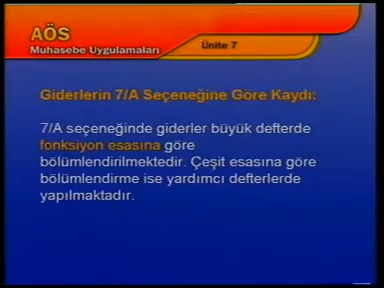 AÖS
Muhasebe Uygulamaları
Ünite 7
Giderlerin 7/A Seçeneğine Göre Kaydı:
7/A seçeneğinde giderler büyük defterde
fonksiyon esasına göre
bölümlendirilmektedir. Çeşit esasına göre
bölümlendirme ise yardımcı defterlerde
yapılmaktadır.